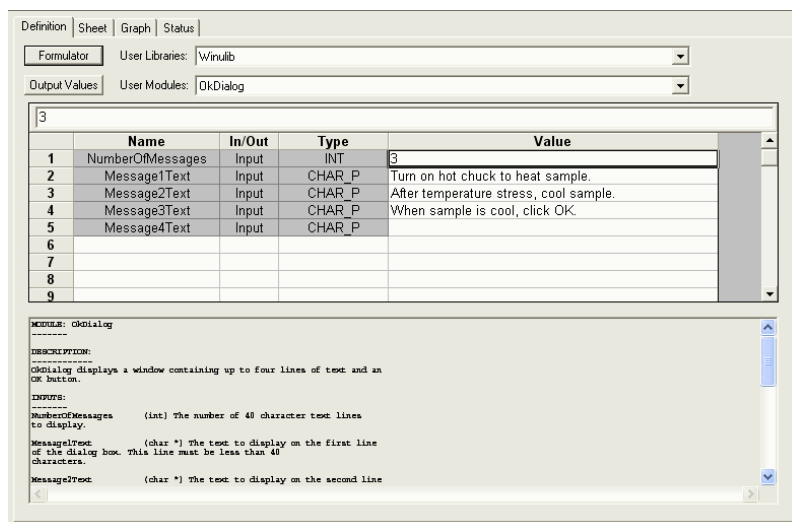 Definition Sheet Graph Status
Formulator User Libraries: Winulib
Output Values User Modules: OkDialog
3
Name In/Out Type Value
1 NumberOfMessages Input INT 3
2 Message1Text Input CHAR_P Turn on hot chuck to heat sample.
3 Message2Text Input CHAR_P After temperature stress, cool sample.
4 Message3Text Input CHAR_P When sample is cool, click OK.
5 Message4Text Input CHAR_P
6
7
8
9
MODULE: OkDialog
-------
DESCRIPTION:
------------
OkDialog displays a window containing up to four lines of text and an
OK button.
INPUTS:
-------
NumberOfMessages (int) The number of 40 character text lines
to display.
Message1Text (char *) The text to display on the first line
of the dialog box. This line must be less than 40
characters.
Message2Text (char *) The text to display on the second line